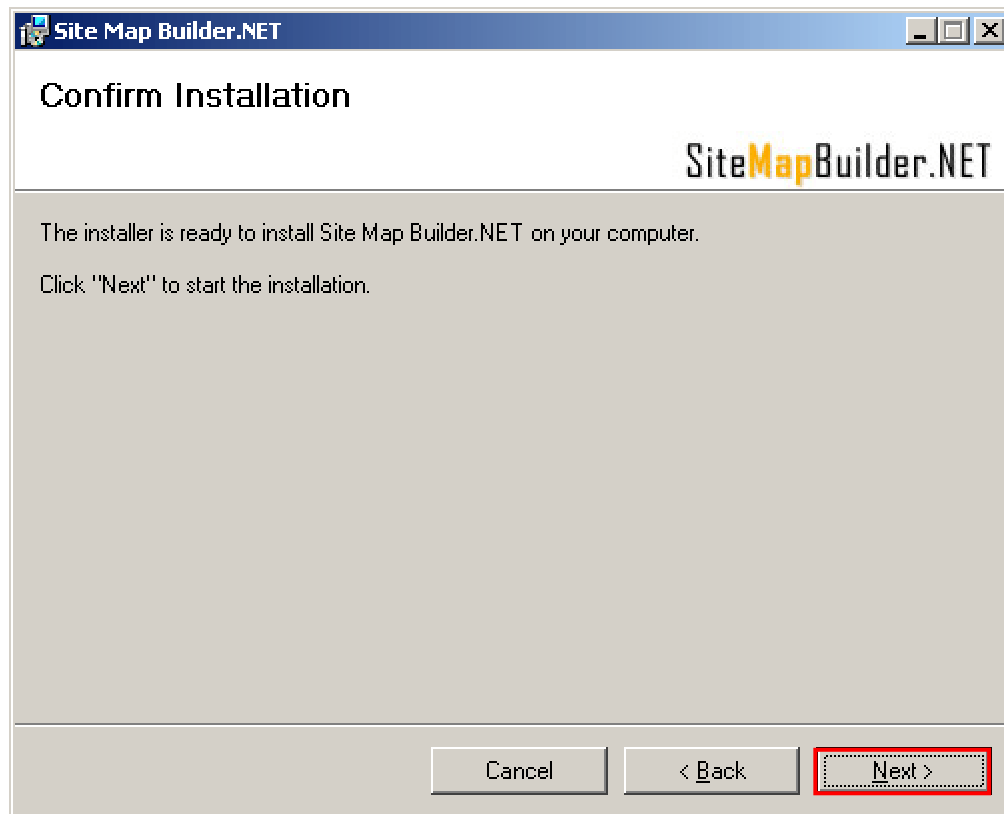 Site Map Builder.NET
Confirm Installation
SiteMapBuilder.NET
The installer is ready to install Site Map Builder.NET on your computer.
Click "Next" to start the installation.
Cancel
< Back
Next >